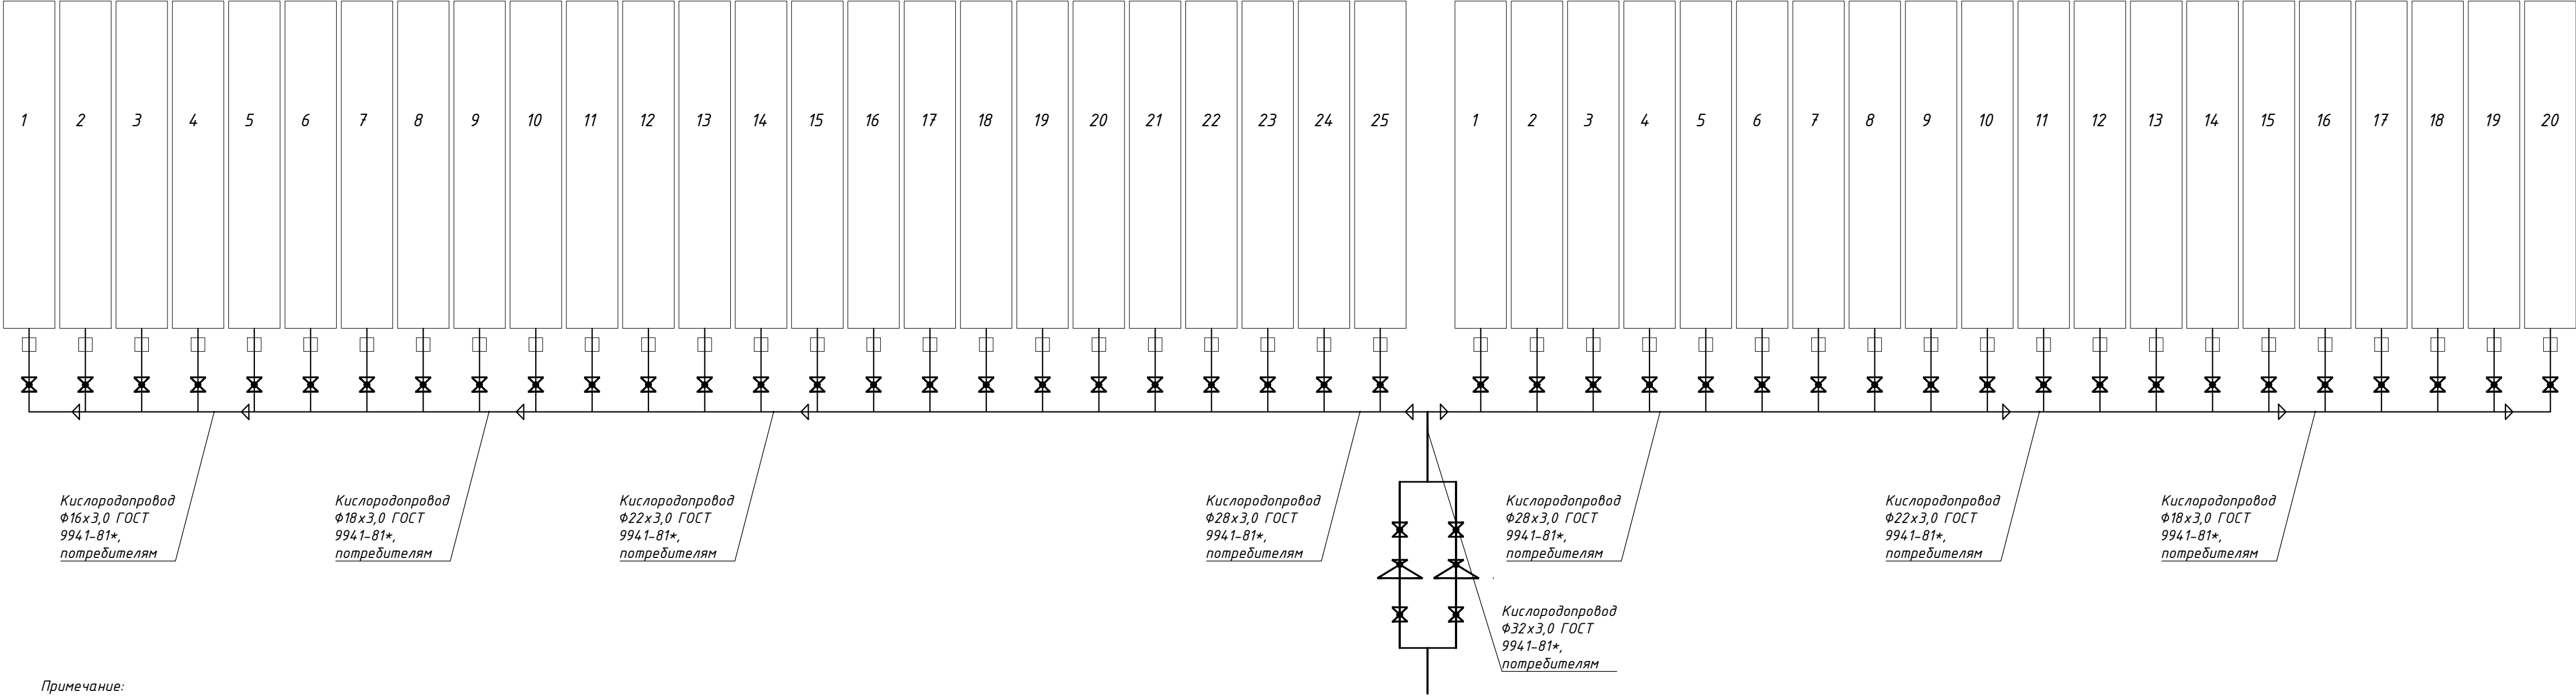 1 2 3 4 5 6 7 8 9 10 11 12 13 14 15 16 17 18 19 20 21 22 23 24 25 1 2 3 4 5 6 7 8 9 10 11 12 13 14 15 16 17 18 19 20
Кислородопровод
Ф16х3,0 ГОСТ
9941-81*,
потребителям
Кислородопровод
Ф18х3,0 ГОСТ
9941-81*,
потребителям
Кислородопровод
Ф22х3,0 ГОСТ
9941-81*,
потребителям
Кислородопровод
Ф28х3,0 ГОСТ
9941-81*,
потребителям
Кислородопровод
Ф28х3,0 ГОСТ
9941-81*,
потребителям
Кислородопровод
Ф22х3,0 ГОСТ
9941-81*,
потребителям
Кислородопровод
Ф18х3,0 ГОСТ
9941-81*,
потребителям
Кислородопровод
Ф32х3,0 ГОСТ
9941-81*,
потребителям
Примечание: